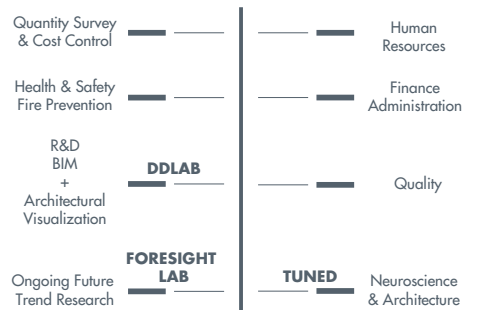 Quantity Survey
& Cost Control
Human
Resources
Health & Safety
Fire Prevention
Finance
Administration
R&D
BIM
+
Architectural
Visualization
DDLAB
Quality
Ongoing Future
Trend Research
FORESIGHT
LAB
TUNED
Neuroscience
& Architecture